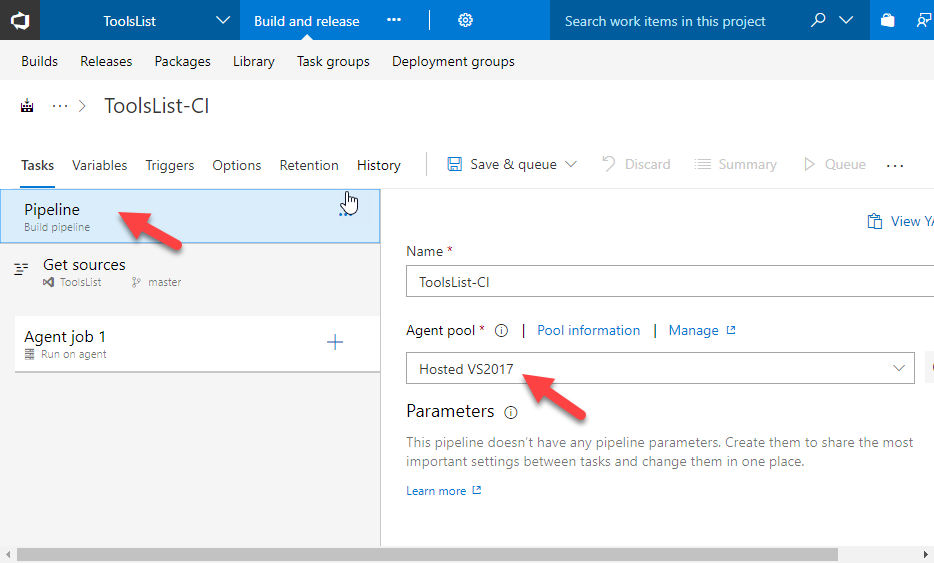 ToolsList
Build and release
Search work items in this project
Builds
Releases
Packages
Library
Task groups
Deployment groups
ToolsList-CI
Tasks
Variables
Triggers
Options
Retention
History
Save & queue
Discard
Summary
Queue
Pipeline
Build pipeline
Get sources
ToolsList
master
Agent job 1
Run on agent
View YA
Name *
ToolsList-CI
Agent pool * | Pool information | Manage
Hosted VS2017
Parameters
This pipeline doesn't have any pipeline parameters. Create them to share the most
important settings between tasks and change them in one place.
Learn more